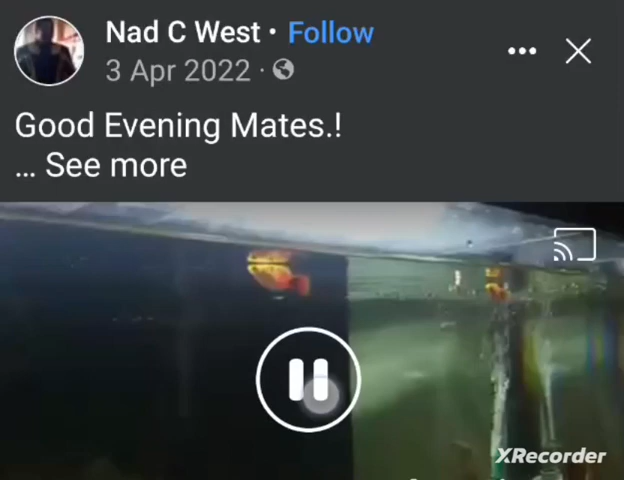 Nad C West • Follow
3 Apr 2022 ·
Good Evening Mates.!
... See more
XRecorder